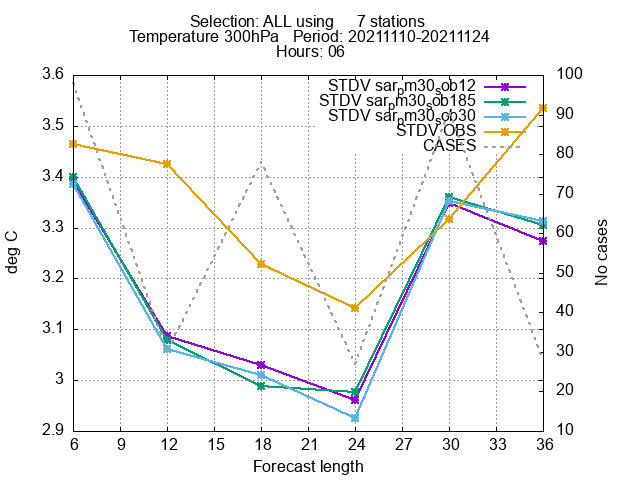 Selection: ALL using 7 stations
Temperature 300hPa Period: 20211110-20211124
Hours: 06
STDV sarpm30sob12
STDV sarpm30sob185
STDV sarpm30sob30
STDV OBS
CASES
deg C
3.6
3.5
3.4
3.3
3.2
3.1
3
2.9
100
90
80
70
60
50
40
30
20
10
No cases
6 9 12 15 18 21 24 27 30 33 36
Forecast length